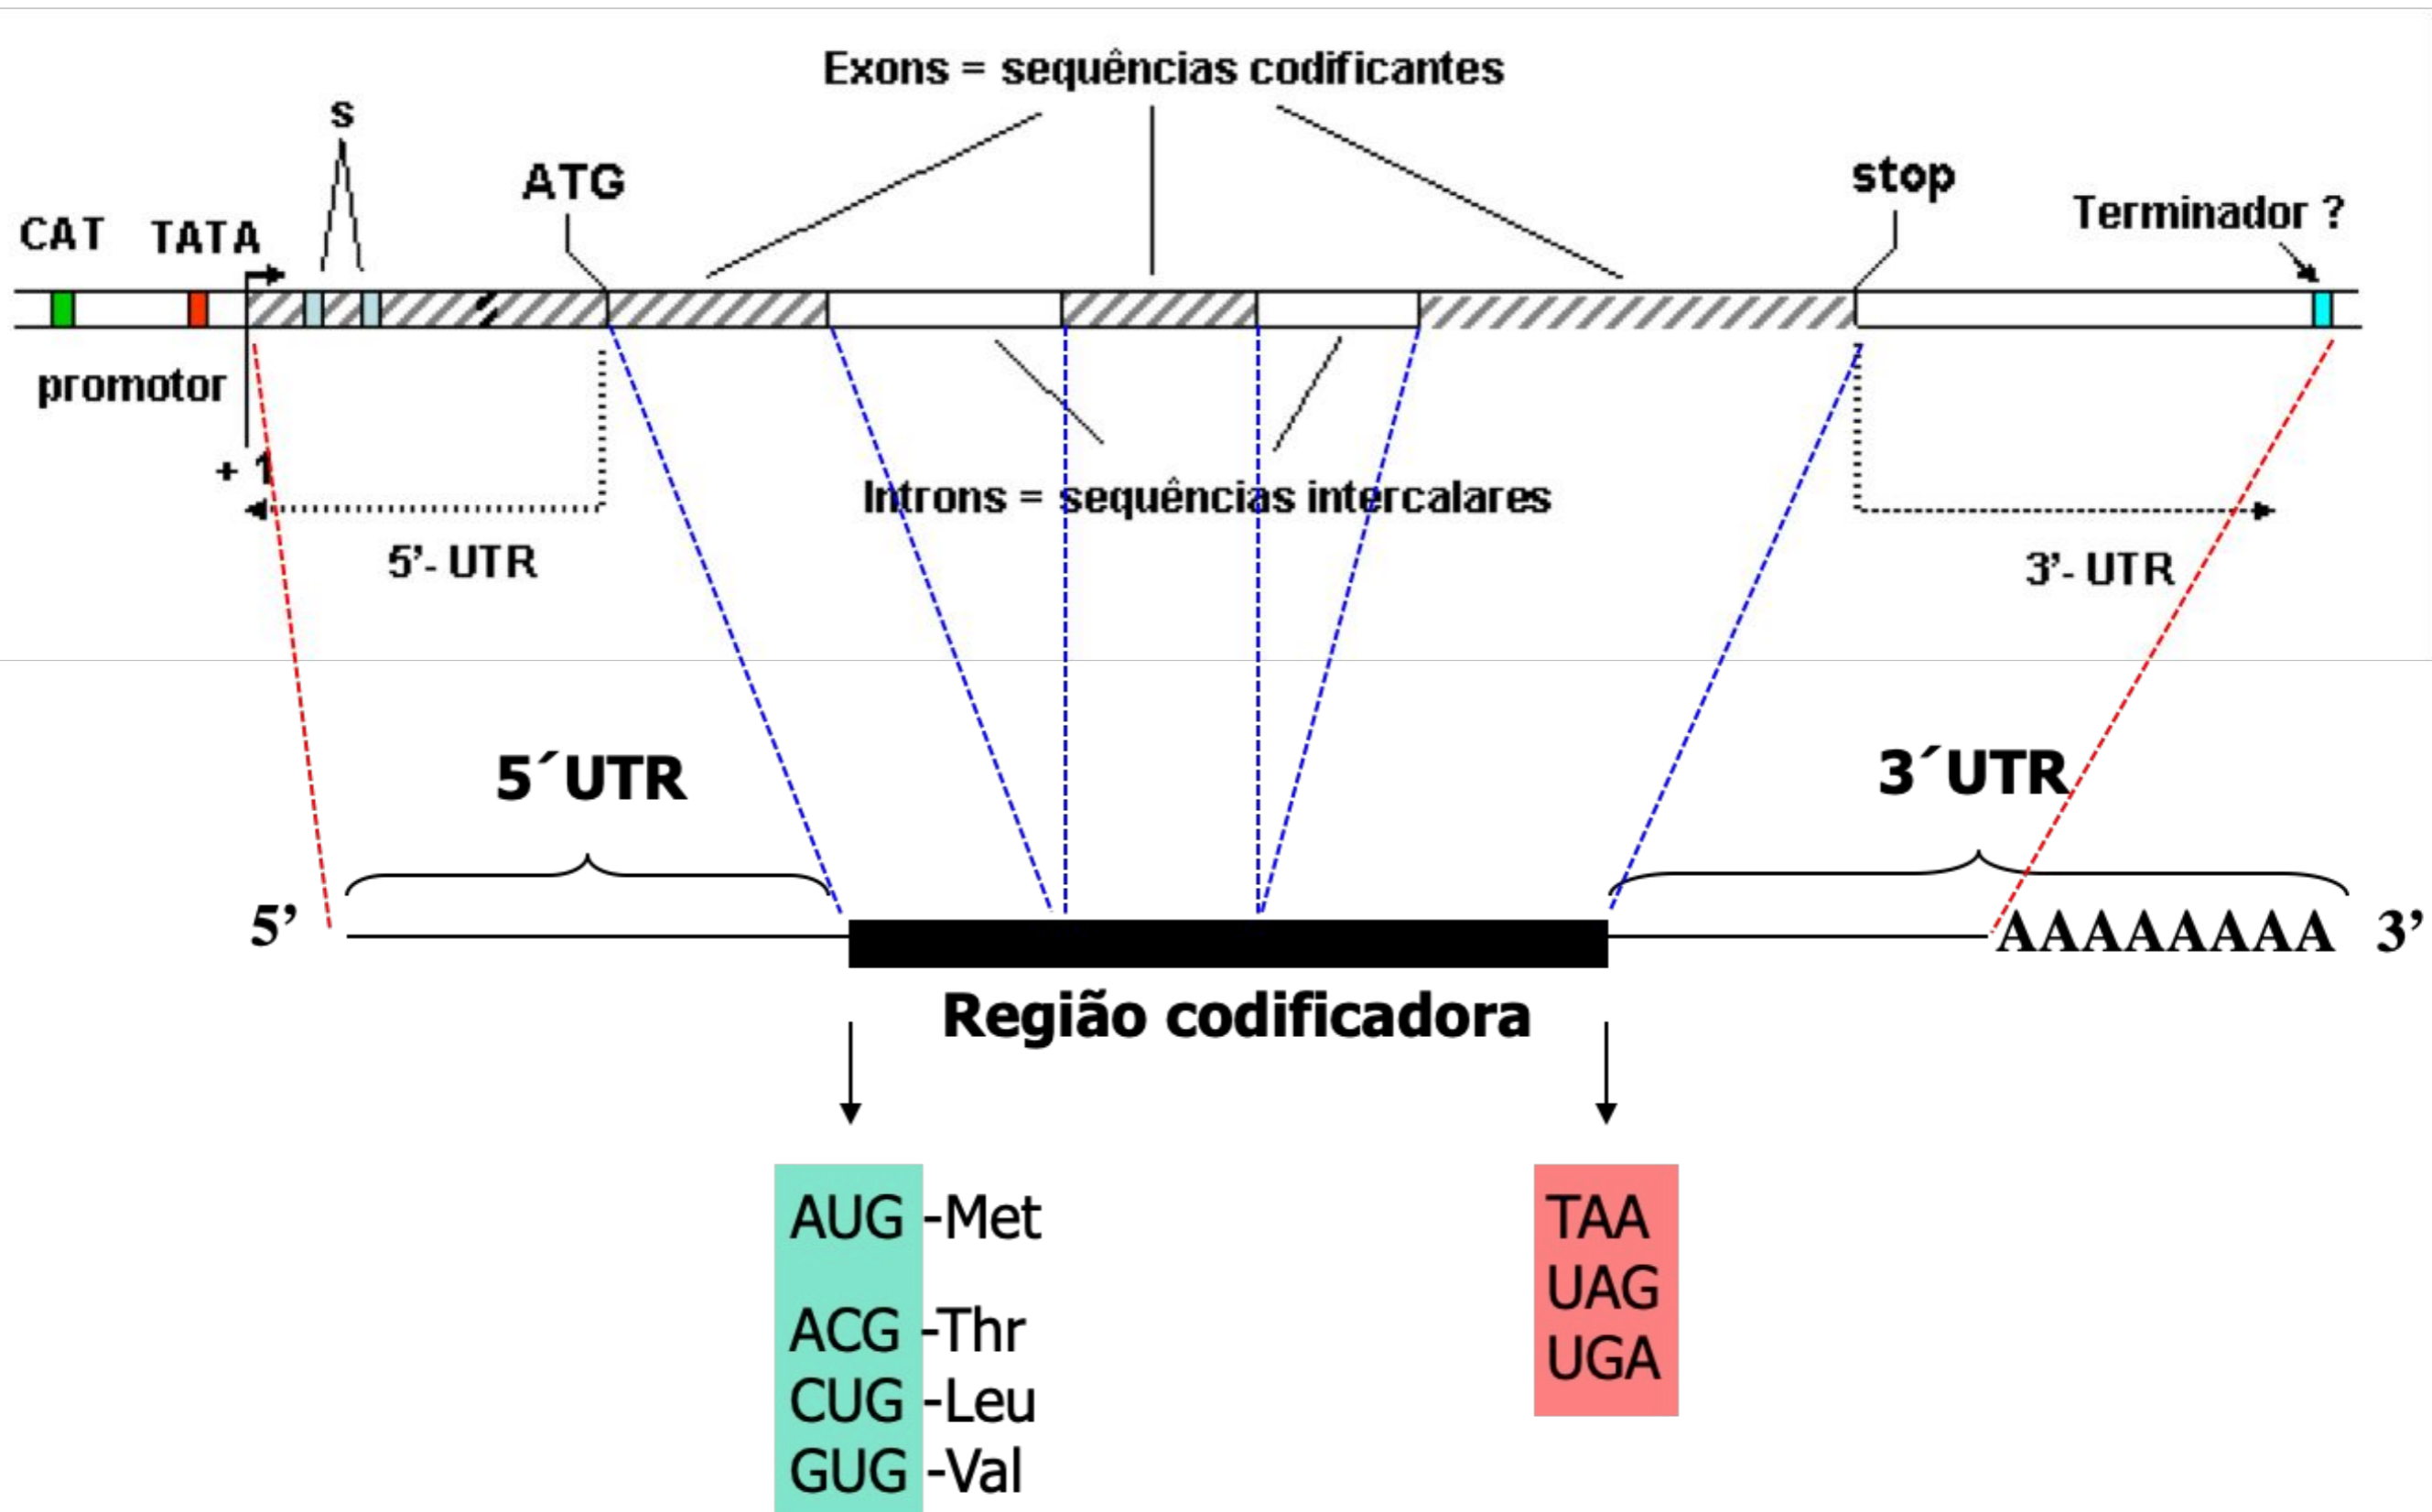 Exons = sequências codificantes
s
ATG
stop
CAT
TATA
Terminador ?
promotor
+ 1
Introns = sequências intercalares
5’- UTR
3’- UTR
5´UTR
3´UTR
5’
AAAAAAAA
3’
Região codificadora
AUG -Met
ACG -Thr
CUG -Leu
GUG -Val
TAA
UAG
UGA